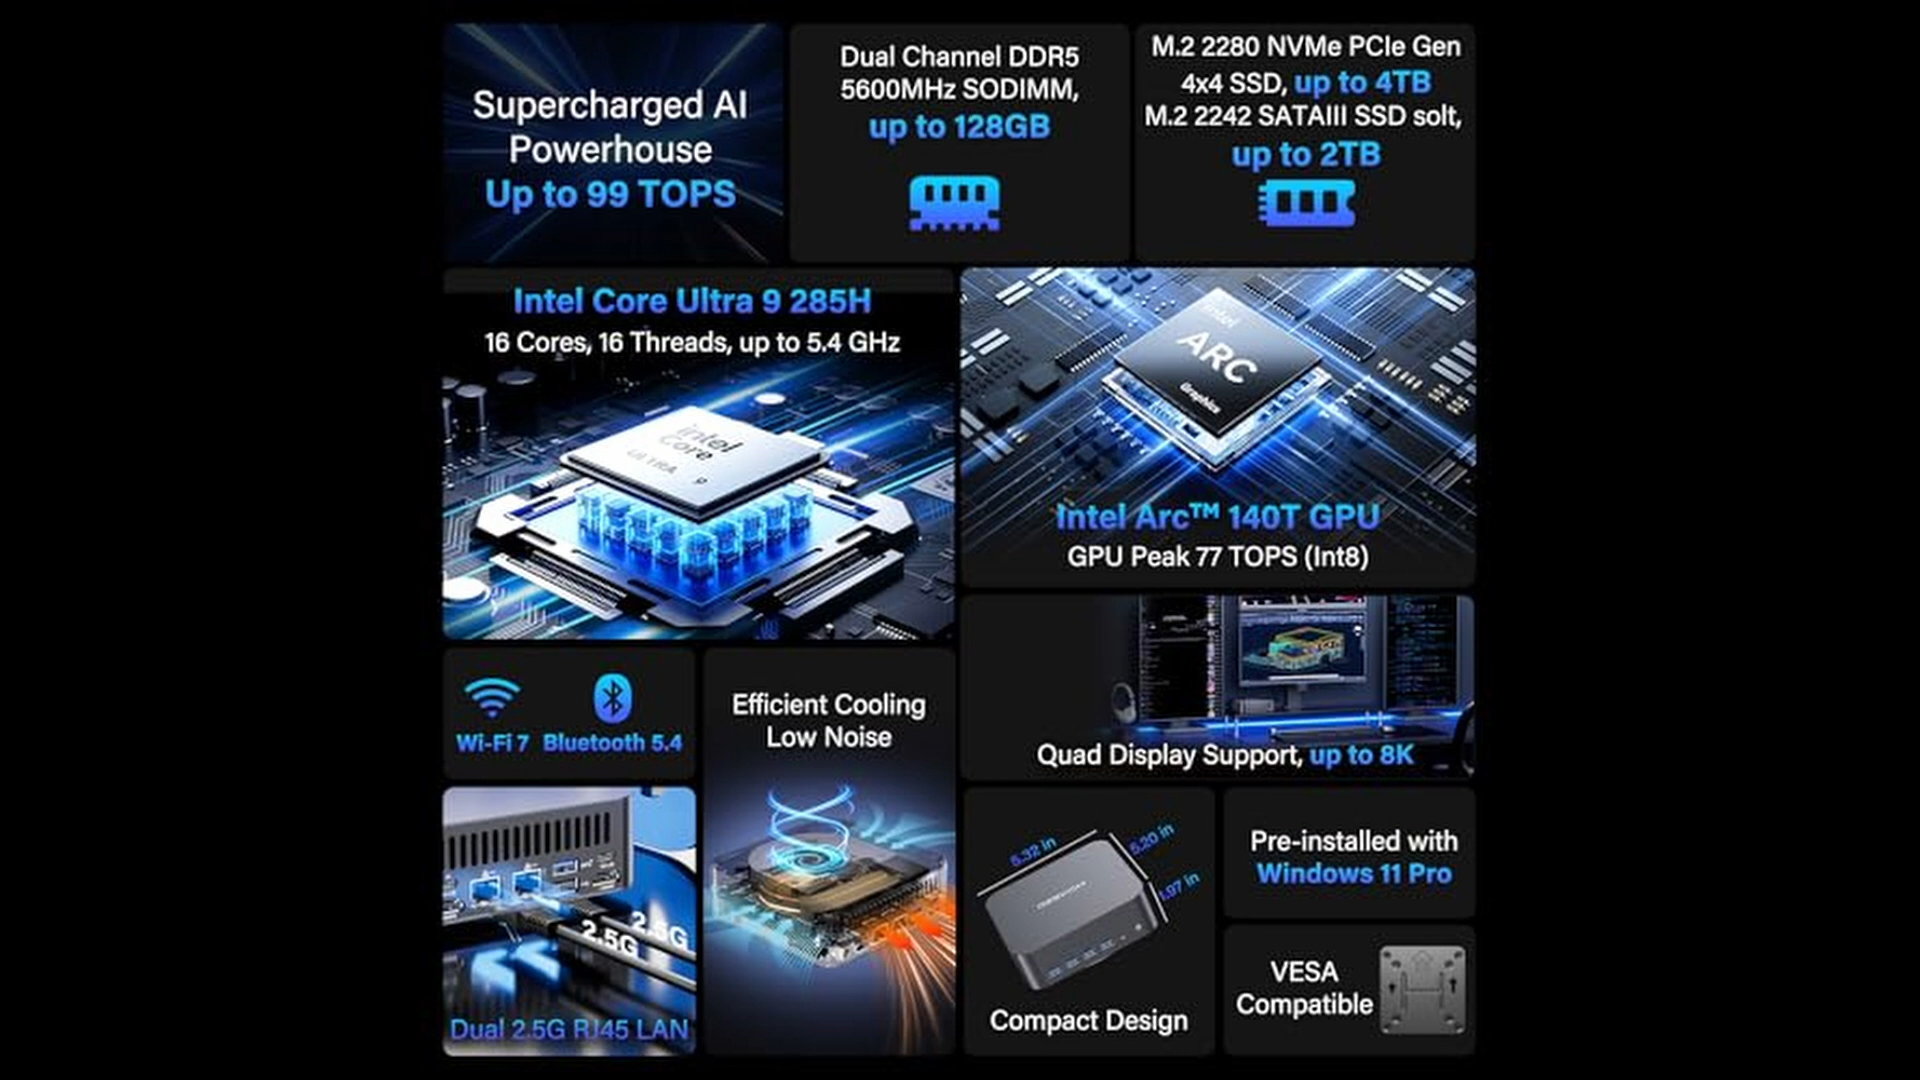 Supercharged AI
Powerhouse
Up to 99 TOPS
Dual Channel DDR5
5600MHz SODIMM,
up to 128GB
M.2 2280 NVMe PCIe Gen
4x4 SSD, up to 4TB
M.2 2242 SATAIII SSD solt,
up to 2TB
Intel Core Ultra 9 285H
16 Cores, 16 Threads, up to 5.4 GHz
intel
Core
ULTRA 9
intel
ARC
Graphics
Intel Arc™ 140T GPU
GPU Peak 77 TOPS (Int8)
Wi-Fi 7 Bluetooth 5.4
Efficient Cooling
Low Noise
Quad Display Support, up to 8K
2.5G
2.5G
Dual 2.5G RJ45 LAN
5.32 in
5.20 in
1.97 in
Compact Design
Pre-installed with
Windows 11 Pro
VESA
Compatible